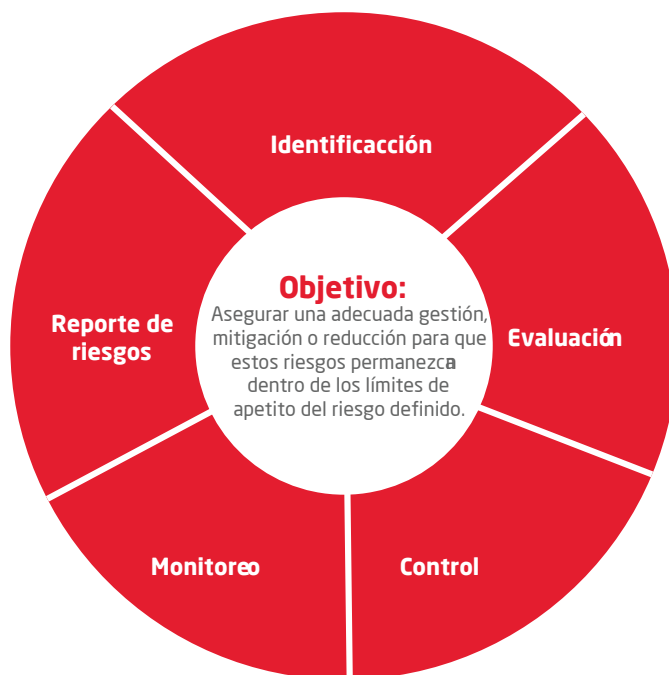 Identificacción
Objetivo:
Asegurar una adecuada gestión,
mitigación o reducción para que
estos riesgos permanezcan
dentro de los límites de
apetito del riesgo definido.
Reporte de
riesgos
Evaluación
Monitoreo
Control